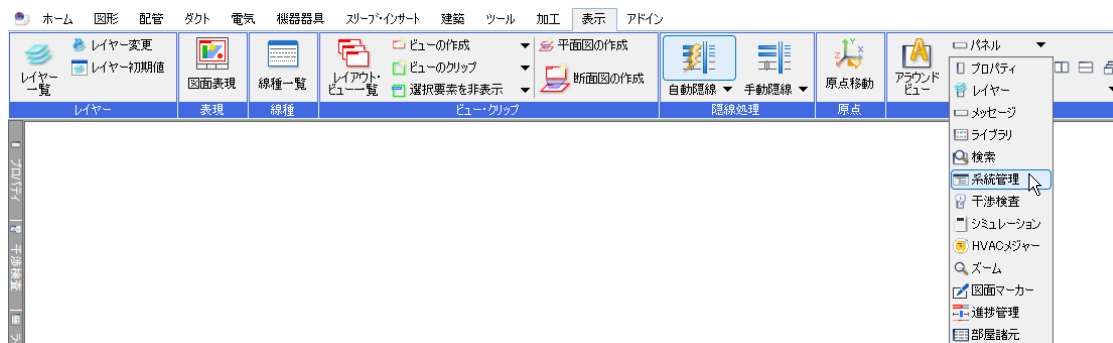 ホーム 図形 配管 ダクト 電気 機器器具 スリーブ・インサート 建築 ツール 加工 表示 アドイン
レイヤー一覧
レイヤー変更
レイヤー初期値
レイヤー
図面表現
表現
線種一覧
線種
レイアウト・ビュー一覧
ビューの作成
ビューのクリップ
選択要素を非表示
平面図の作成
断面図の作成
ビュー・クリップ
自動隠線
手動隠線
隠線処理
原点移動
原点
アラウンドビュー
パネル
プロパティ
レイヤー
メッセージ
ライブラリ
検索
系統管理
干渉検査
シミュレーション
HVACメジャー
ズーム
図面マーカー
進捗管理
部屋諸元
プロパティ
干渉検査